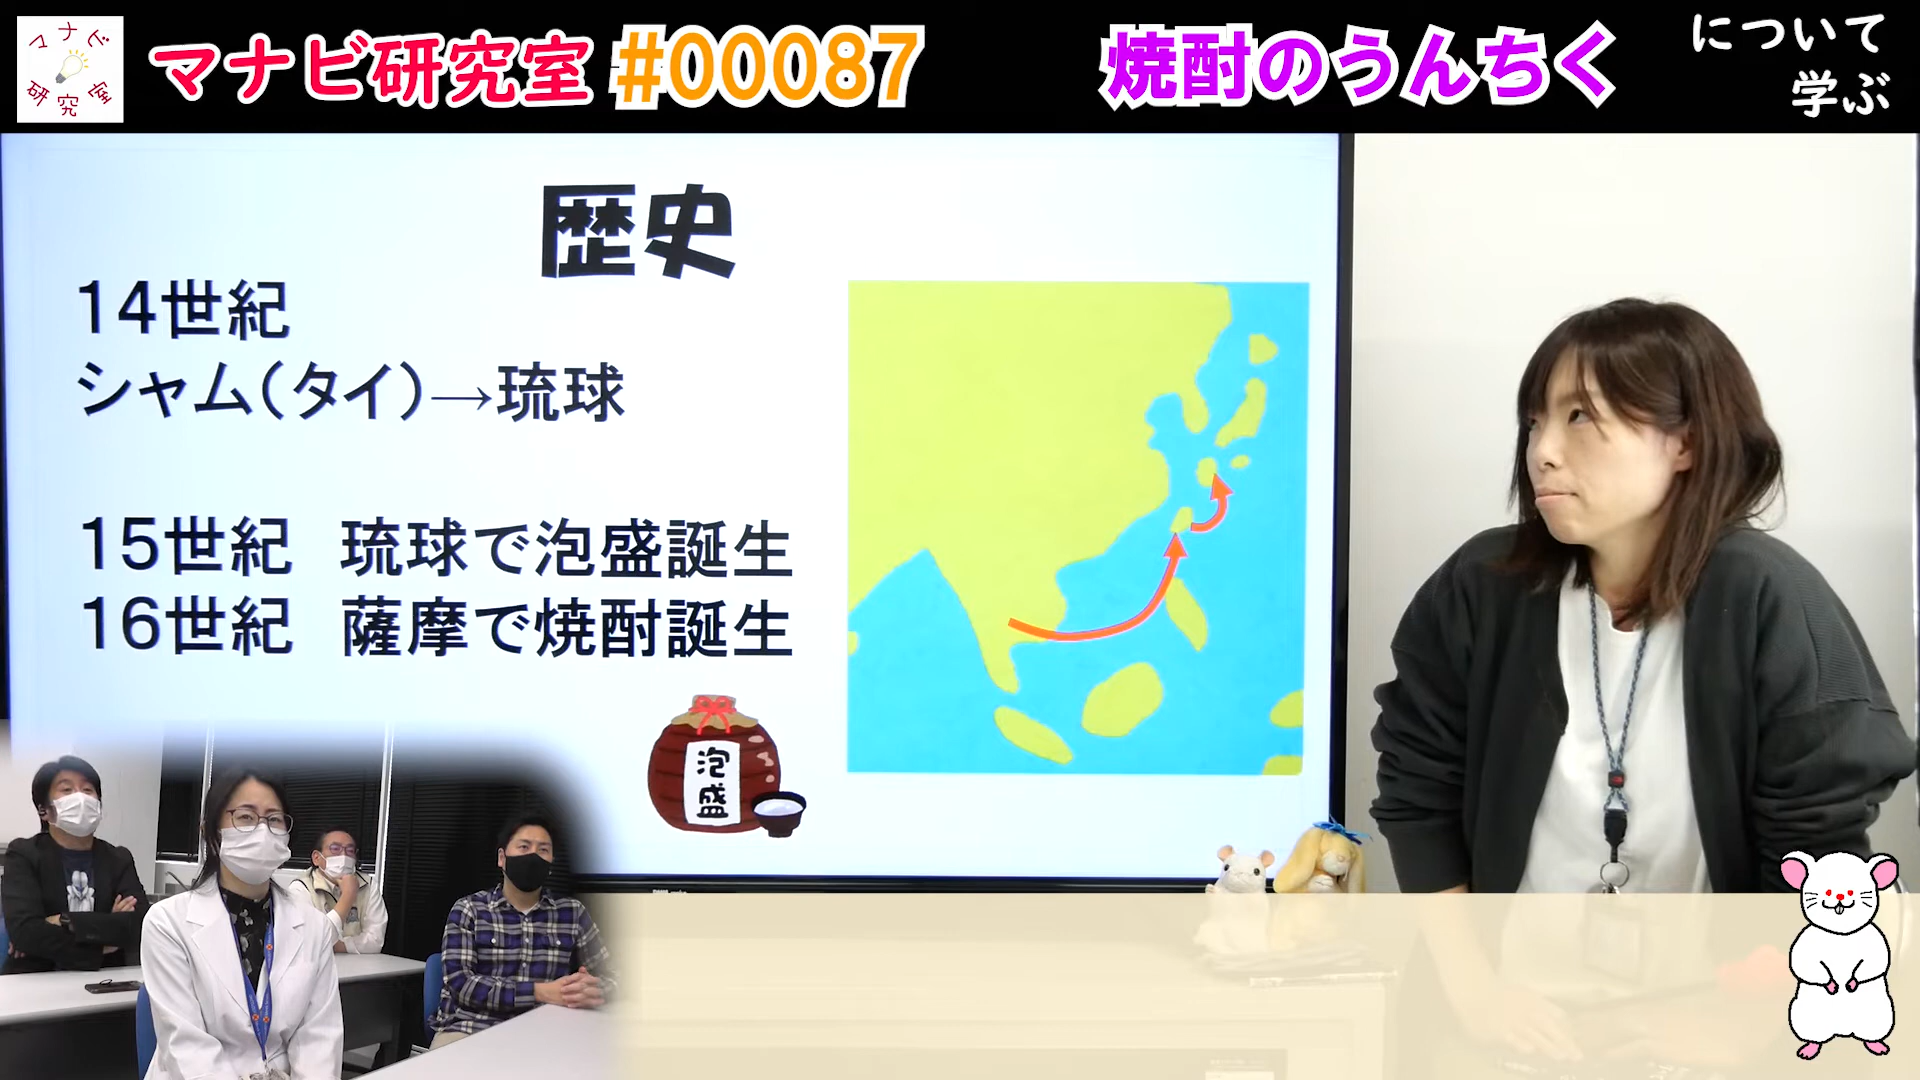 マナビ
研究室
マナビ研究室 #00087
焼酎のうんちく
について
学ぶ
歴史
14世紀
シャム(タイ)→琉球
15世紀 琉球で泡盛誕生
16世紀 薩摩で焼酎誕生
泡盛